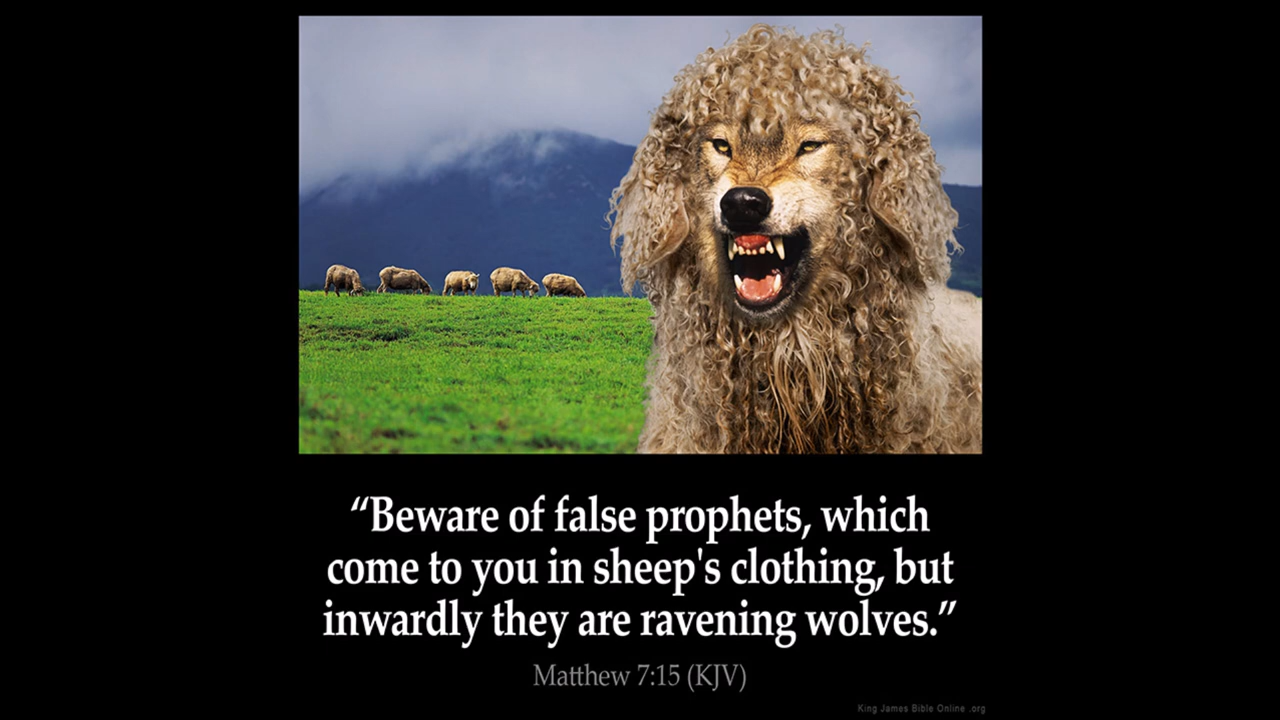 “Beware of false prophets, which
come to you in sheep's clothing, but
inwardly they are ravening wolves.”
Matthew 7:15 (KJV)
King James Bible Online .org